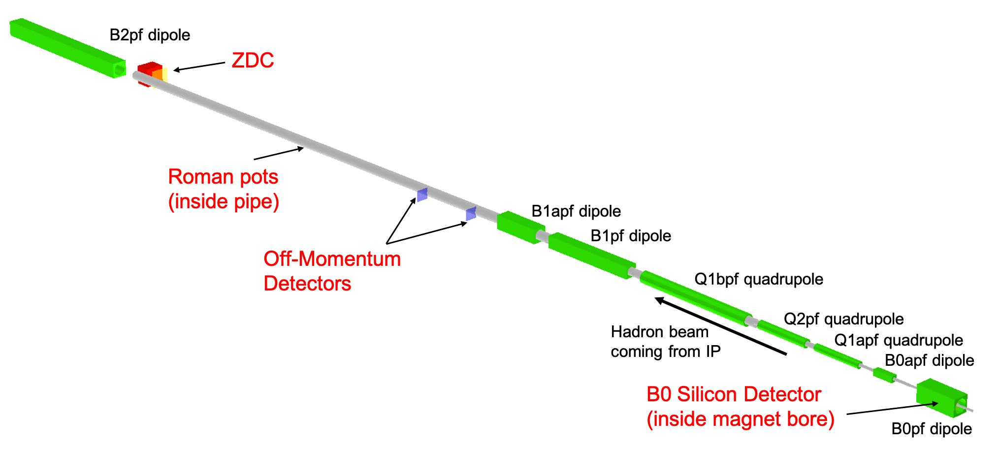 B2pf dipole
ZDC
Roman pots
(inside pipe)
B1apf dipole
B1pf dipole
Off-Momentum
Detectors
Q1bpf quadrupole
Q2pf quadrupole
Hadron beam
coming from IP
Q1apf quadrupole
B0apf dipole
B0 Silicon Detector
(inside magnet bore)
B0pf dipole